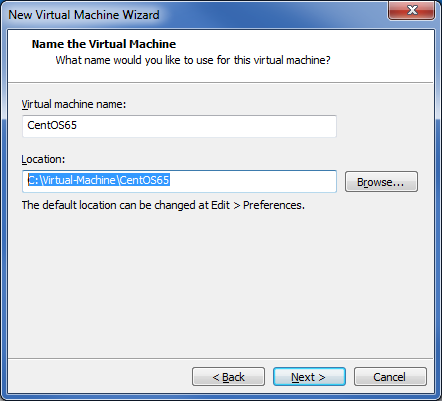 New Virtual Machine Wizard
Name the Virtual Machine
What name would you like to use for this virtual machine?
Virtual machine name:
CentOS65
Location:
C:\Virtual-Machine\CentOS65
Browse...
The default location can be changed at Edit > Preferences.
< Back
Next >
Cancel